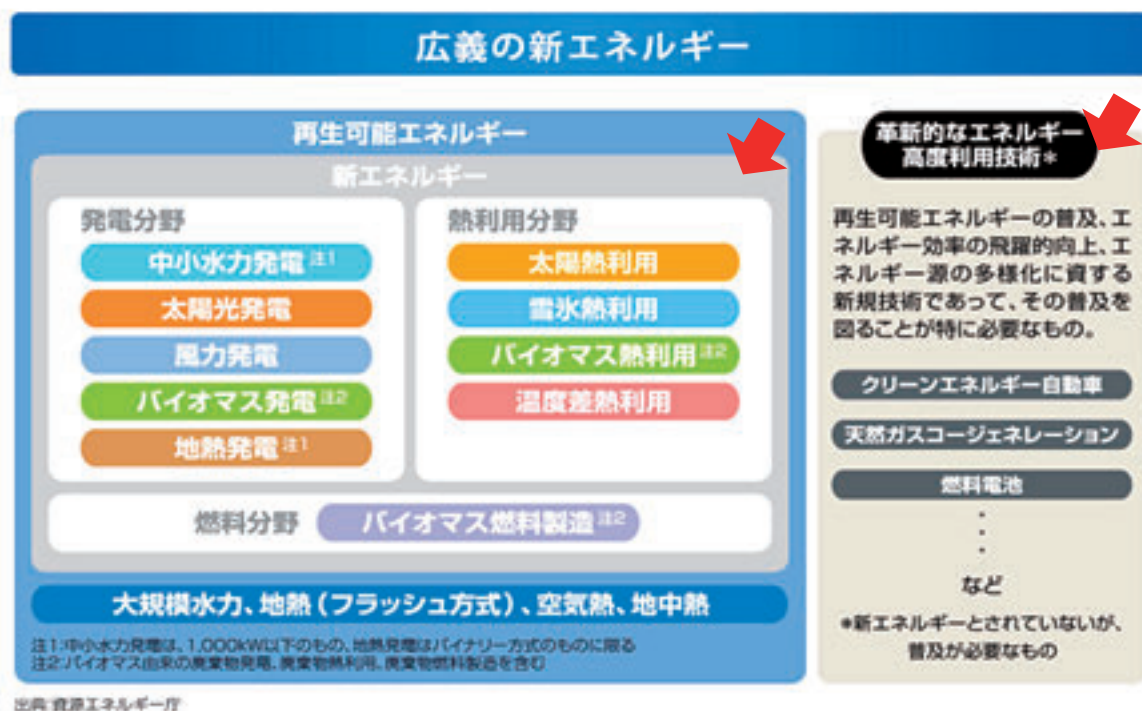 広義の新エネルギー
再生可能エネルギー
新エネルギー
発電分野
中小水力発電 注1
太陽光発電
風力発電
バイオマス発電 注2
地熱発電 注1
熱利用分野
太陽熱利用
雪氷熱利用
バイオマス熱利用 注2
温度差熱利用
燃料分野
バイオマス燃料製造 注2
大規模水力、地熱(フラッシュ方式)、空気熱、地中熱
注1:中小水力発電は、1,000kW以下のもの、地熱発電はバイナリー方式のものに限る
注2:バイオマス由来の廃棄物発電、廃棄物熱利用、廃棄物燃料製造を含む
革新的なエネルギー
高度利用技術*
再生可能エネルギーの普及、エ
ネルギー効率の飛躍的向上、エ
ネルギー源の多様化に資する
新規技術であって、その普及を
図ることが特に必要なもの。
クリーンエネルギー自動車
天然ガスコージェネレーション
燃料電池
・
・
・
など
*新エネルギーとされていないが、
普及が必要なもの
出典:資源エネルギー庁